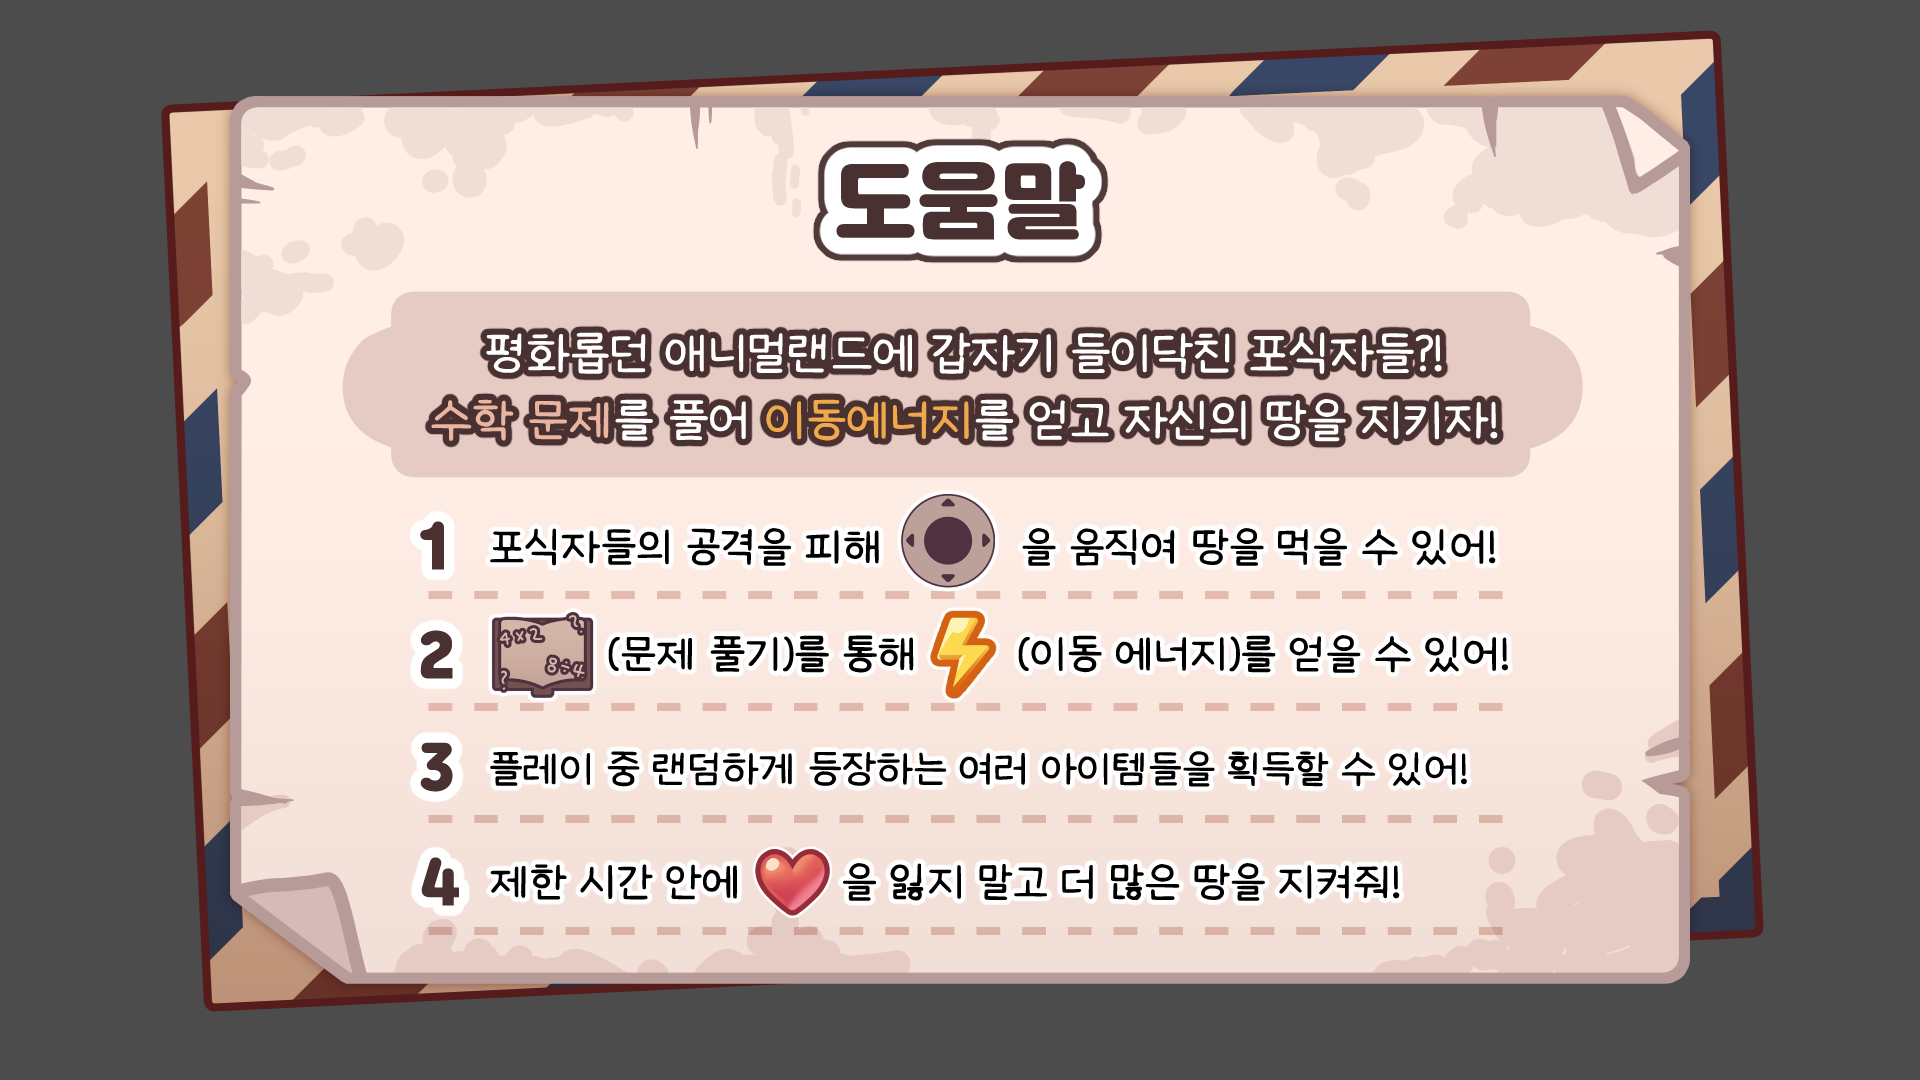 도움말
평화롭던 애니멀랜드에 갑자기 들이닥친 포식자들?!
수학 문제를 풀어 이동에너지를 얻고 자신의 땅을 지키자!
1 포식자들의 공격을 피해 을 움직여 땅을 먹을 수 있어!
2 4×2 ?! 8÷4 ? (문제 풀기)를 통해 (이동 에너지)를 얻을 수 있어!
3 플레이 중 랜덤하게 등장하는 여러 아이템들을 획득할 수 있어!
4 제한 시간 안에 을 잃지 말고 더 많은 땅을 지켜줘!